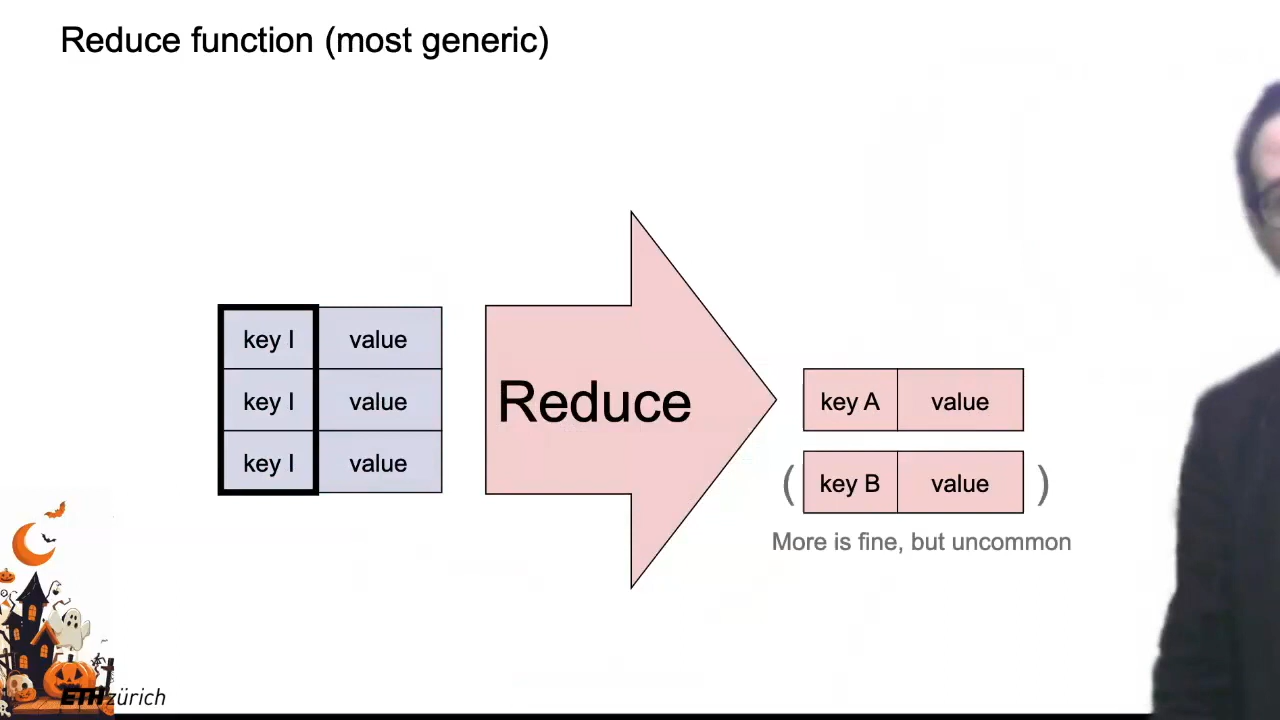 Reduce function (most generic)
key I value
key I value
key I value
Reduce
key A value
( key B value )
More is fine, but uncommon
ETH zürich